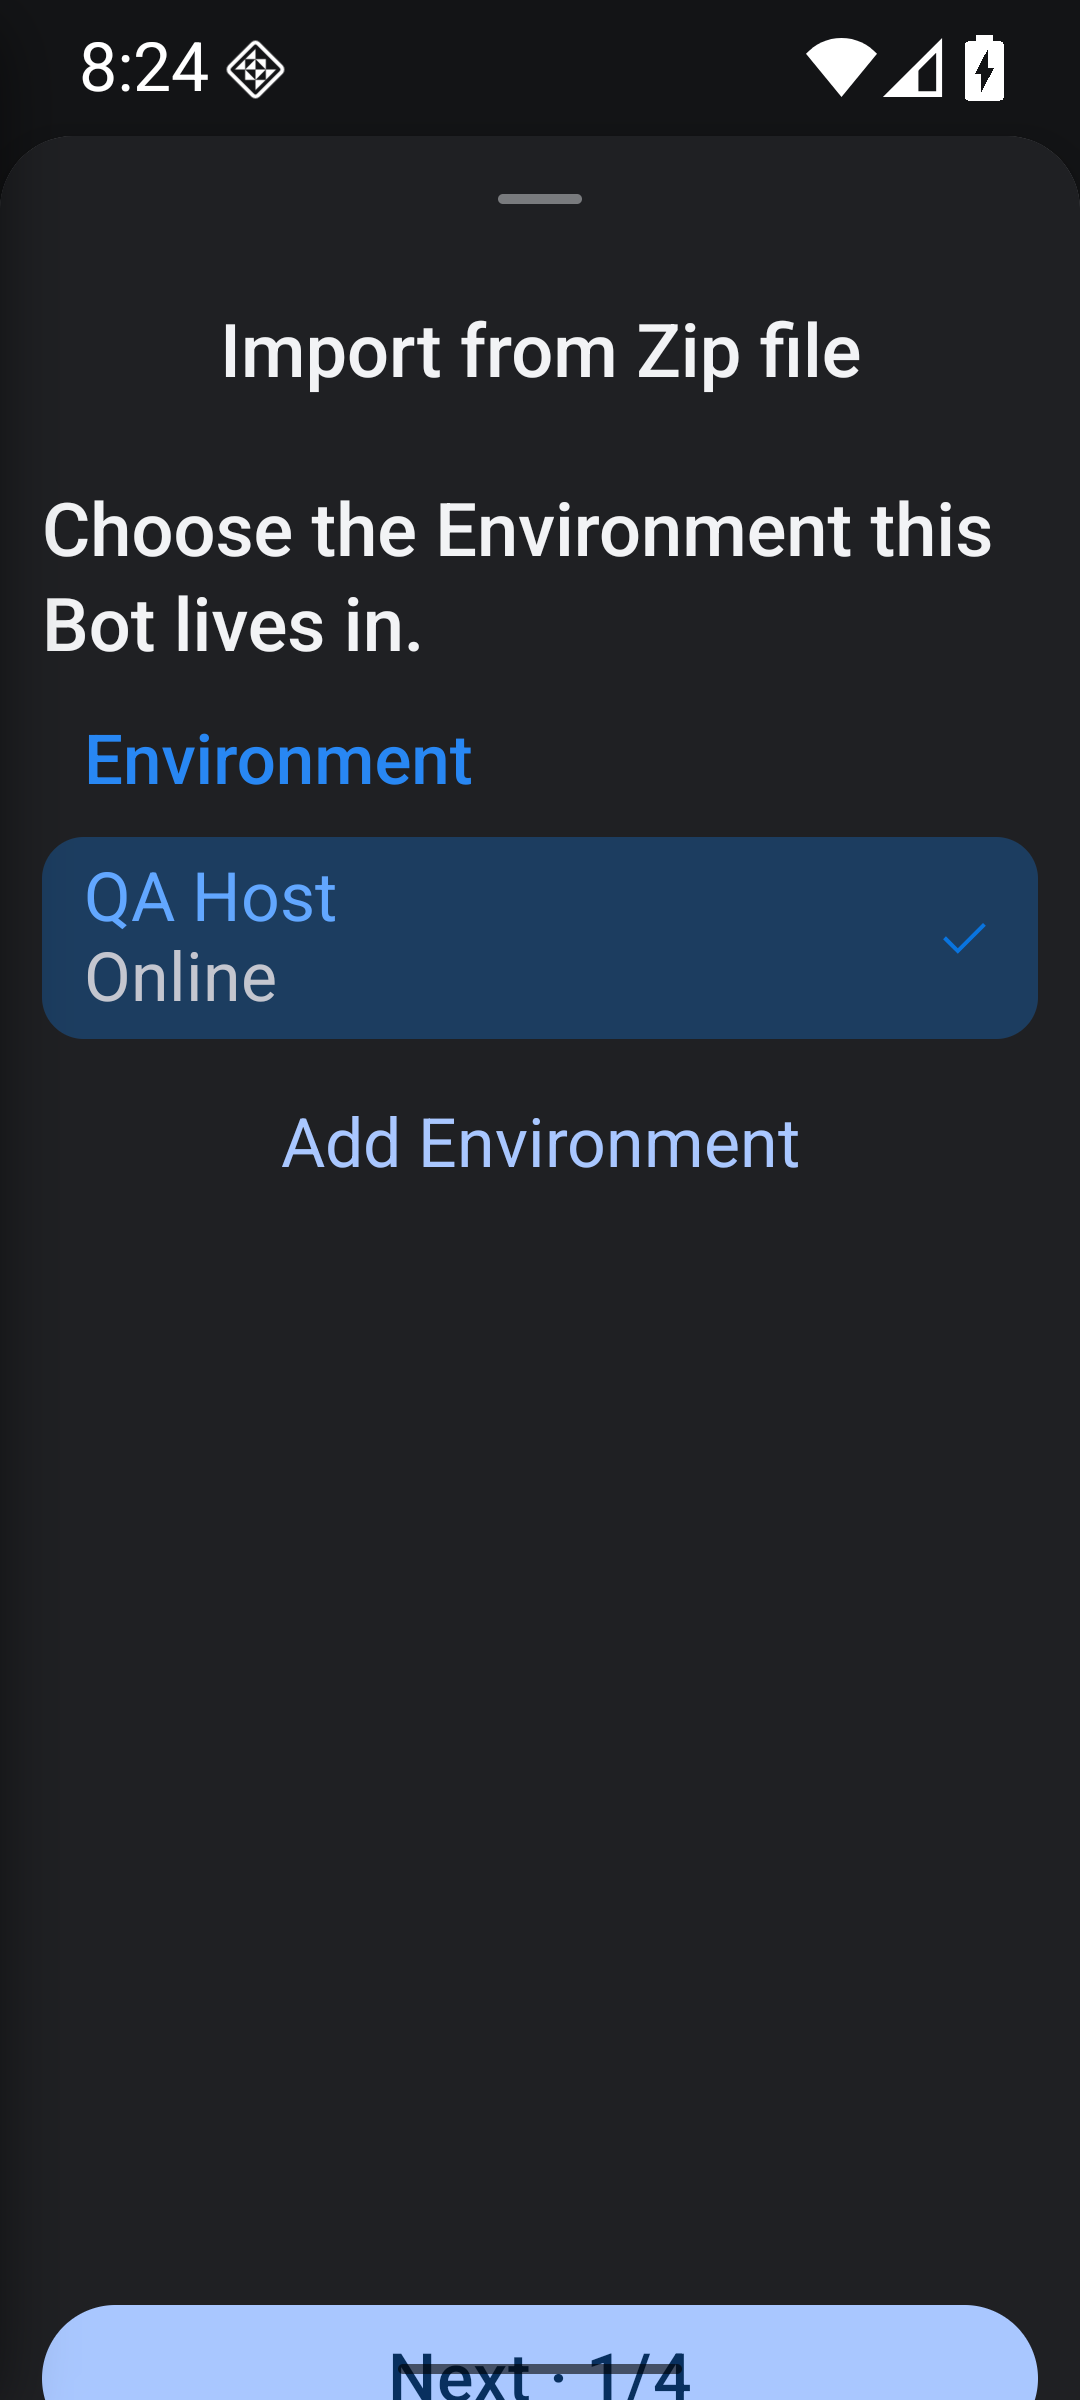 8:24
Import from Zip file
Choose the Environment this
Bot lives in.
Environment
QA Host
Online
Add Environment
Next · 1/4